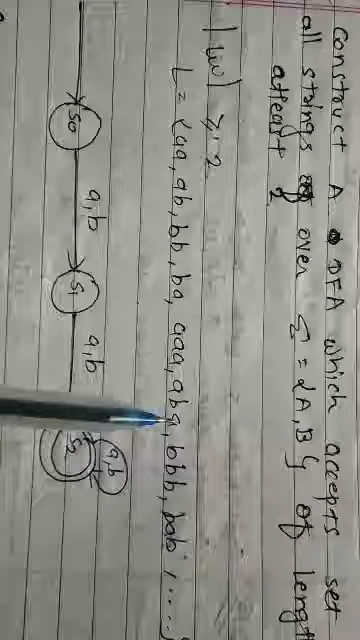 Construct A DFA which accepts set
all strings over Σ = {A,B} of Lengt
atleast 2
|W| ≥ 2
L = {aa, ab, bb, ba, aaa, aba, bbb, bab, ....}
S0
a,b
S1
a,b
S2
a,b